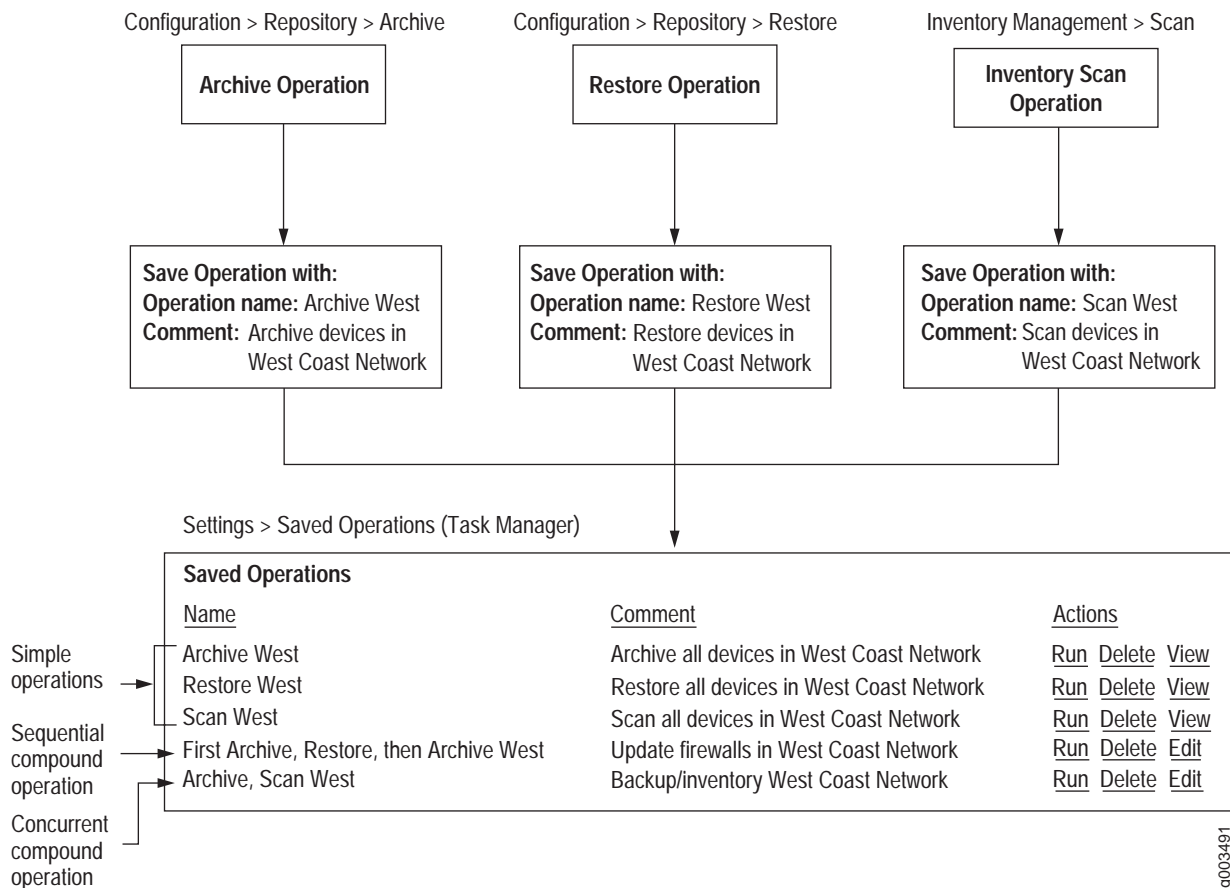 Configuration > Repository > Archive
Configuration > Repository > Restore
Inventory Management > Scan
Archive Operation
Restore Operation
Inventory Scan
Operation
Save Operation with:
Operation name: Archive West
Comment: Archive devices in
West Coast Network
Save Operation with:
Operation name: Restore West
Comment: Restore devices in
West Coast Network
Save Operation with:
Operation name: Scan West
Comment: Scan devices in
West Coast Network
Settings > Saved Operations (Task Manager)
Saved Operations
Name Comment Actions
Simple
operations
Archive West Archive all devices in West Coast Network Run Delete View
Restore West Restore all devices in West Coast Network Run Delete View
Scan West Scan all devices in West Coast Network Run Delete View
Sequential
compound
operation
First Archive, Restore, then Archive West Update firewalls in West Coast Network Run Delete Edit
Archive, Scan West Backup/inventory West Coast Network Run Delete Edit
Concurrent
compound
operation
g003491